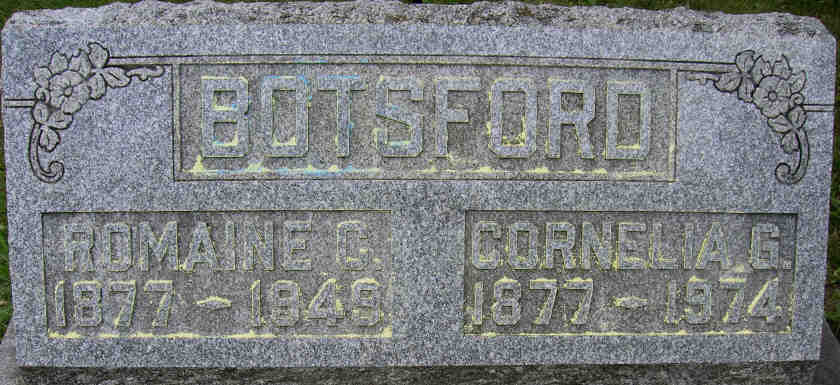 BOTSFORD
ROMAINE C.
1877 - 1949
CORNELIA G.
1877 - 1974